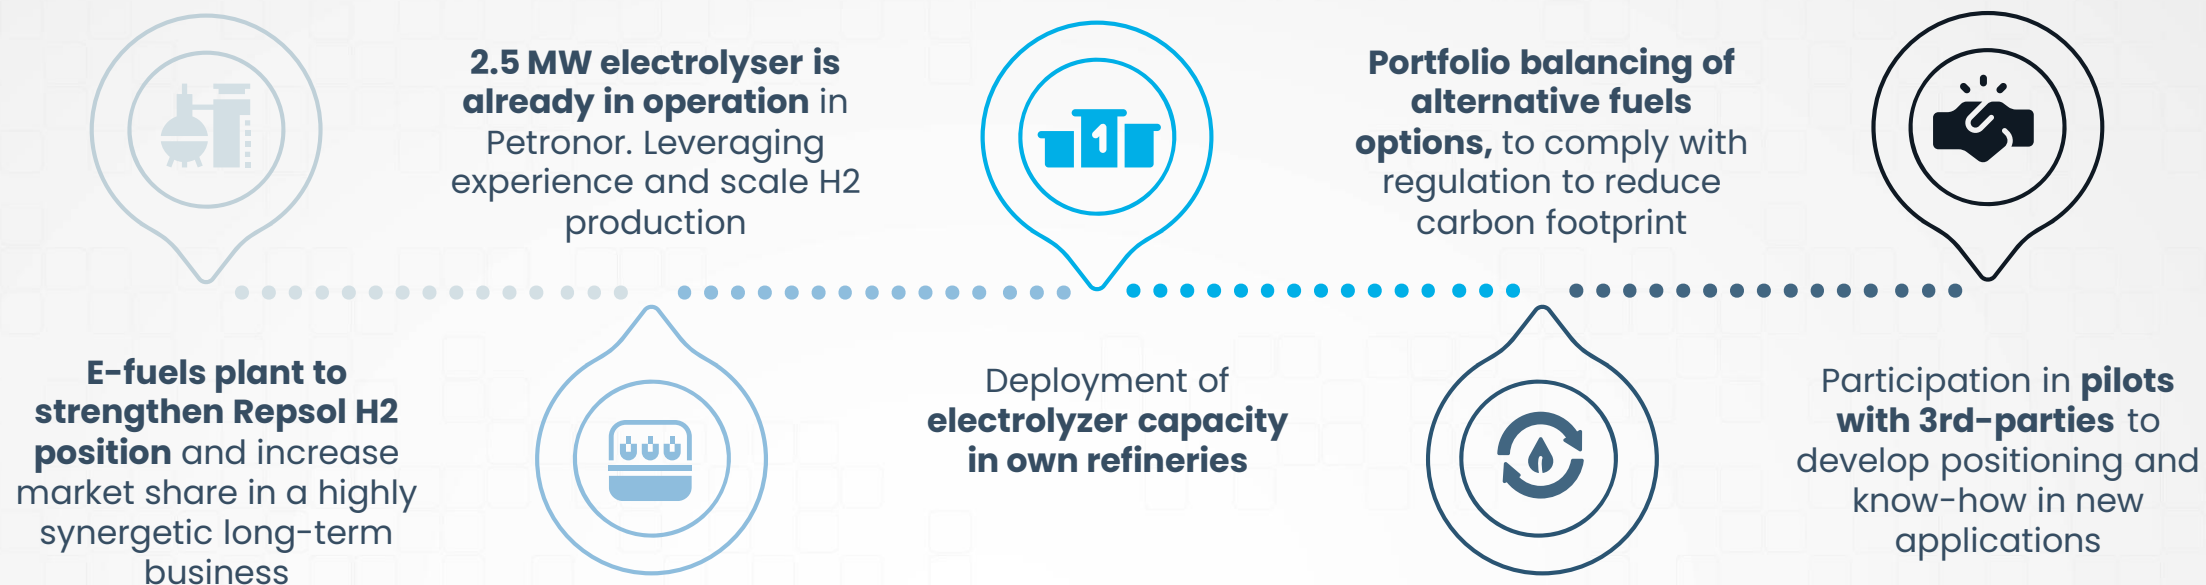 E-fuels plant to
strengthen Repsol H2
position and increase
market share in a highly
synergetic long-term
business
2.5 MW electrolyser is
already in operation in
Petronor. Leveraging
experience and scale H2
production
1
Deployment of
electrolyzer capacity
in own refineries
Portfolio balancing of
alternative fuels
options, to comply with
regulation to reduce
carbon footprint
Participation in pilots
with 3rd-parties to
develop positioning and
know-how in new
applications